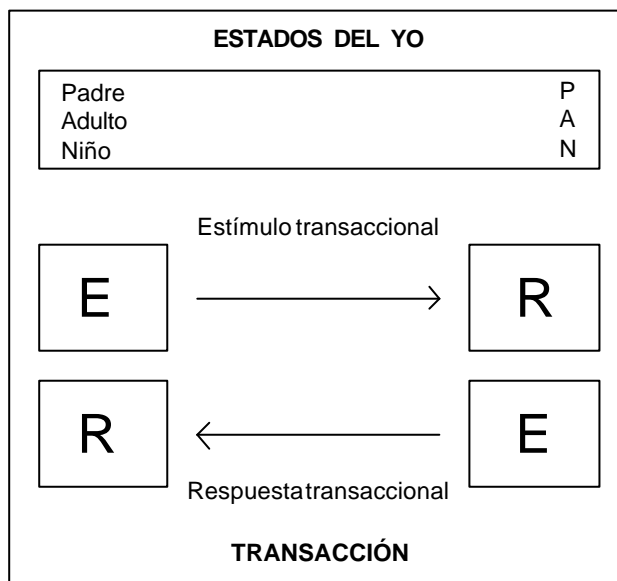 ESTADOS DEL YO
Padre P
Adulto A
Niño N
Estímulo transaccional
E R
R E
Respuesta transaccional
TRANSACCIÓN